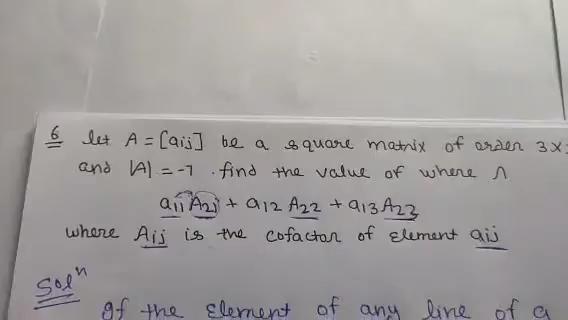 6 Let A = [aij] be a square matrix of order 3x3
and |A| = -7 . find the value of where
a11 A21 + a12 A22 + a13 A23
where Aij is the cofactor of element aij
Solⁿ
If the element of any line of a